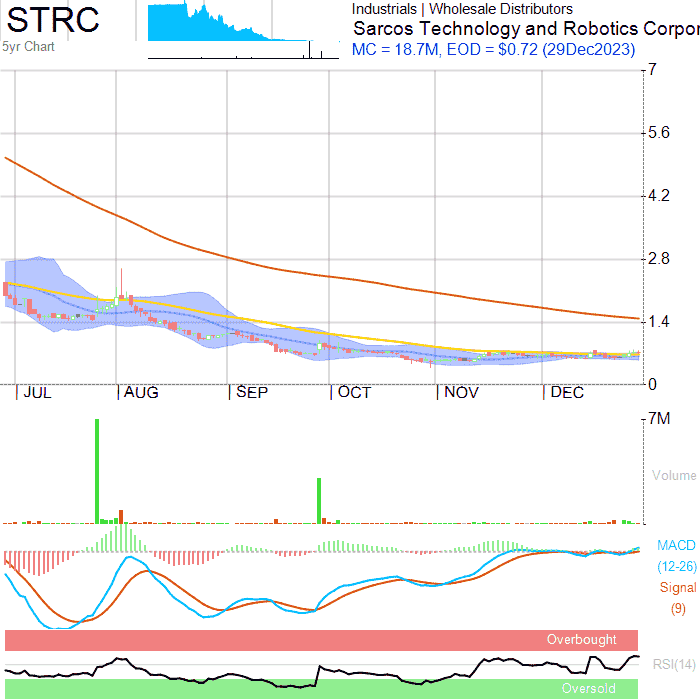 STRC
5yr Chart
Industrials | Wholesale Distributors
Sarcos Technology and Robotics Corpor
MC = 18.7M, EOD = $0.72 (29Dec2023)
7
5.6
4.2
2.8
1.4
0
JUL AUG SEP OCT NOV DEC
7M
Volume
MACD
(12-26)
Signal
(9)
Overbought
RSI(14)
Oversold